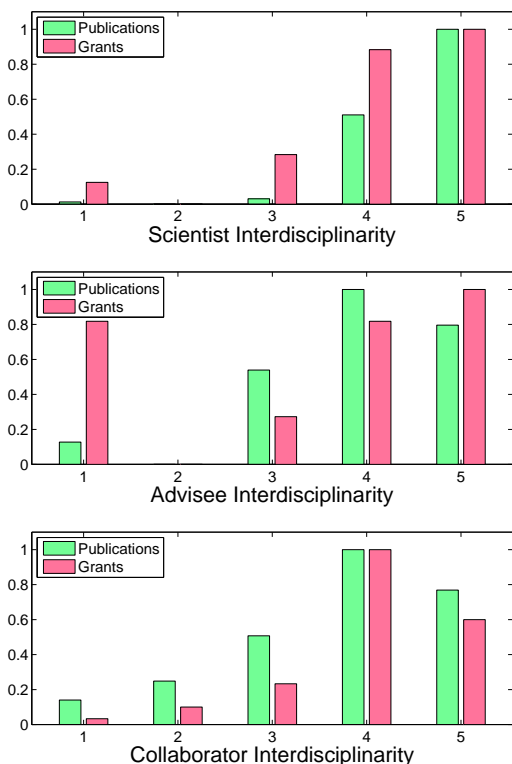 1
0.8
0.6
0.4
0.2
0
Publications
Grants
1 2 3 4 5
Scientist Interdisciplinarity
1
0.8
0.6
0.4
0.2
0
Publications
Grants
1 2 3 4 5
Advisee Interdisciplinarity
1
0.8
0.6
0.4
0.2
0
Publications
Grants
1 2 3 4 5
Collaborator Interdisciplinarity